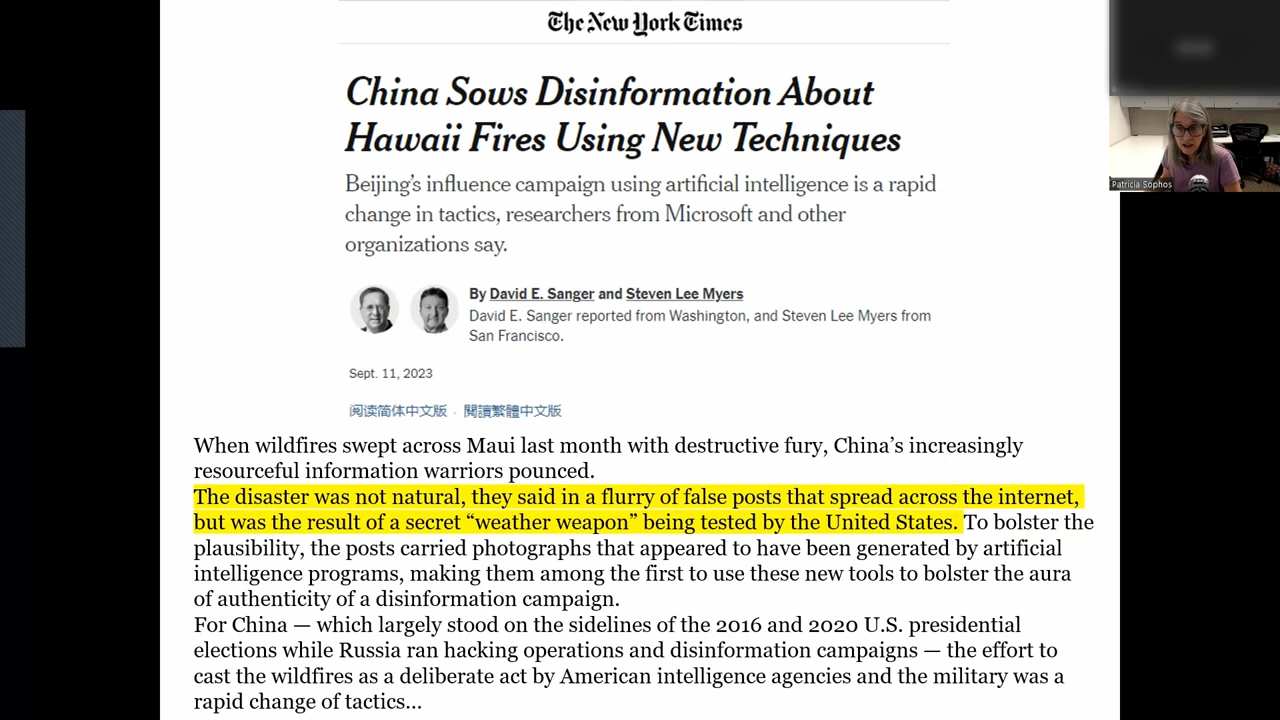 The New York Times
China Sows Disinformation About
Hawaii Fires Using New Techniques
Beijing’s influence campaign using artificial intelligence is a rapid
change in tactics, researchers from Microsoft and other
organizations say.
By David E. Sanger and Steven Lee Myers
David E. Sanger reported from Washington, and Steven Lee Myers from
San Francisco.
Sept. 11, 2023
阅读简体中文版 · 閱讀繁體中文版
When wildfires swept across Maui last month with destructive fury, China’s increasingly
resourceful information warriors pounced.
The disaster was not natural, they said in a flurry of false posts that spread across the internet,
but was the result of a secret “weather weapon” being tested by the United States. To bolster the
plausibility, the posts carried photographs that appeared to have been generated by artificial
intelligence programs, making them among the first to use these new tools to bolster the aura
of authenticity of a disinformation campaign.
For China — which largely stood on the sidelines of the 2016 and 2020 U.S. presidential
elections while Russia ran hacking operations and disinformation campaigns — the effort to
cast the wildfires as a deliberate act by American intelligence agencies and the military was a
rapid change of tactics...
Patricia Sophos